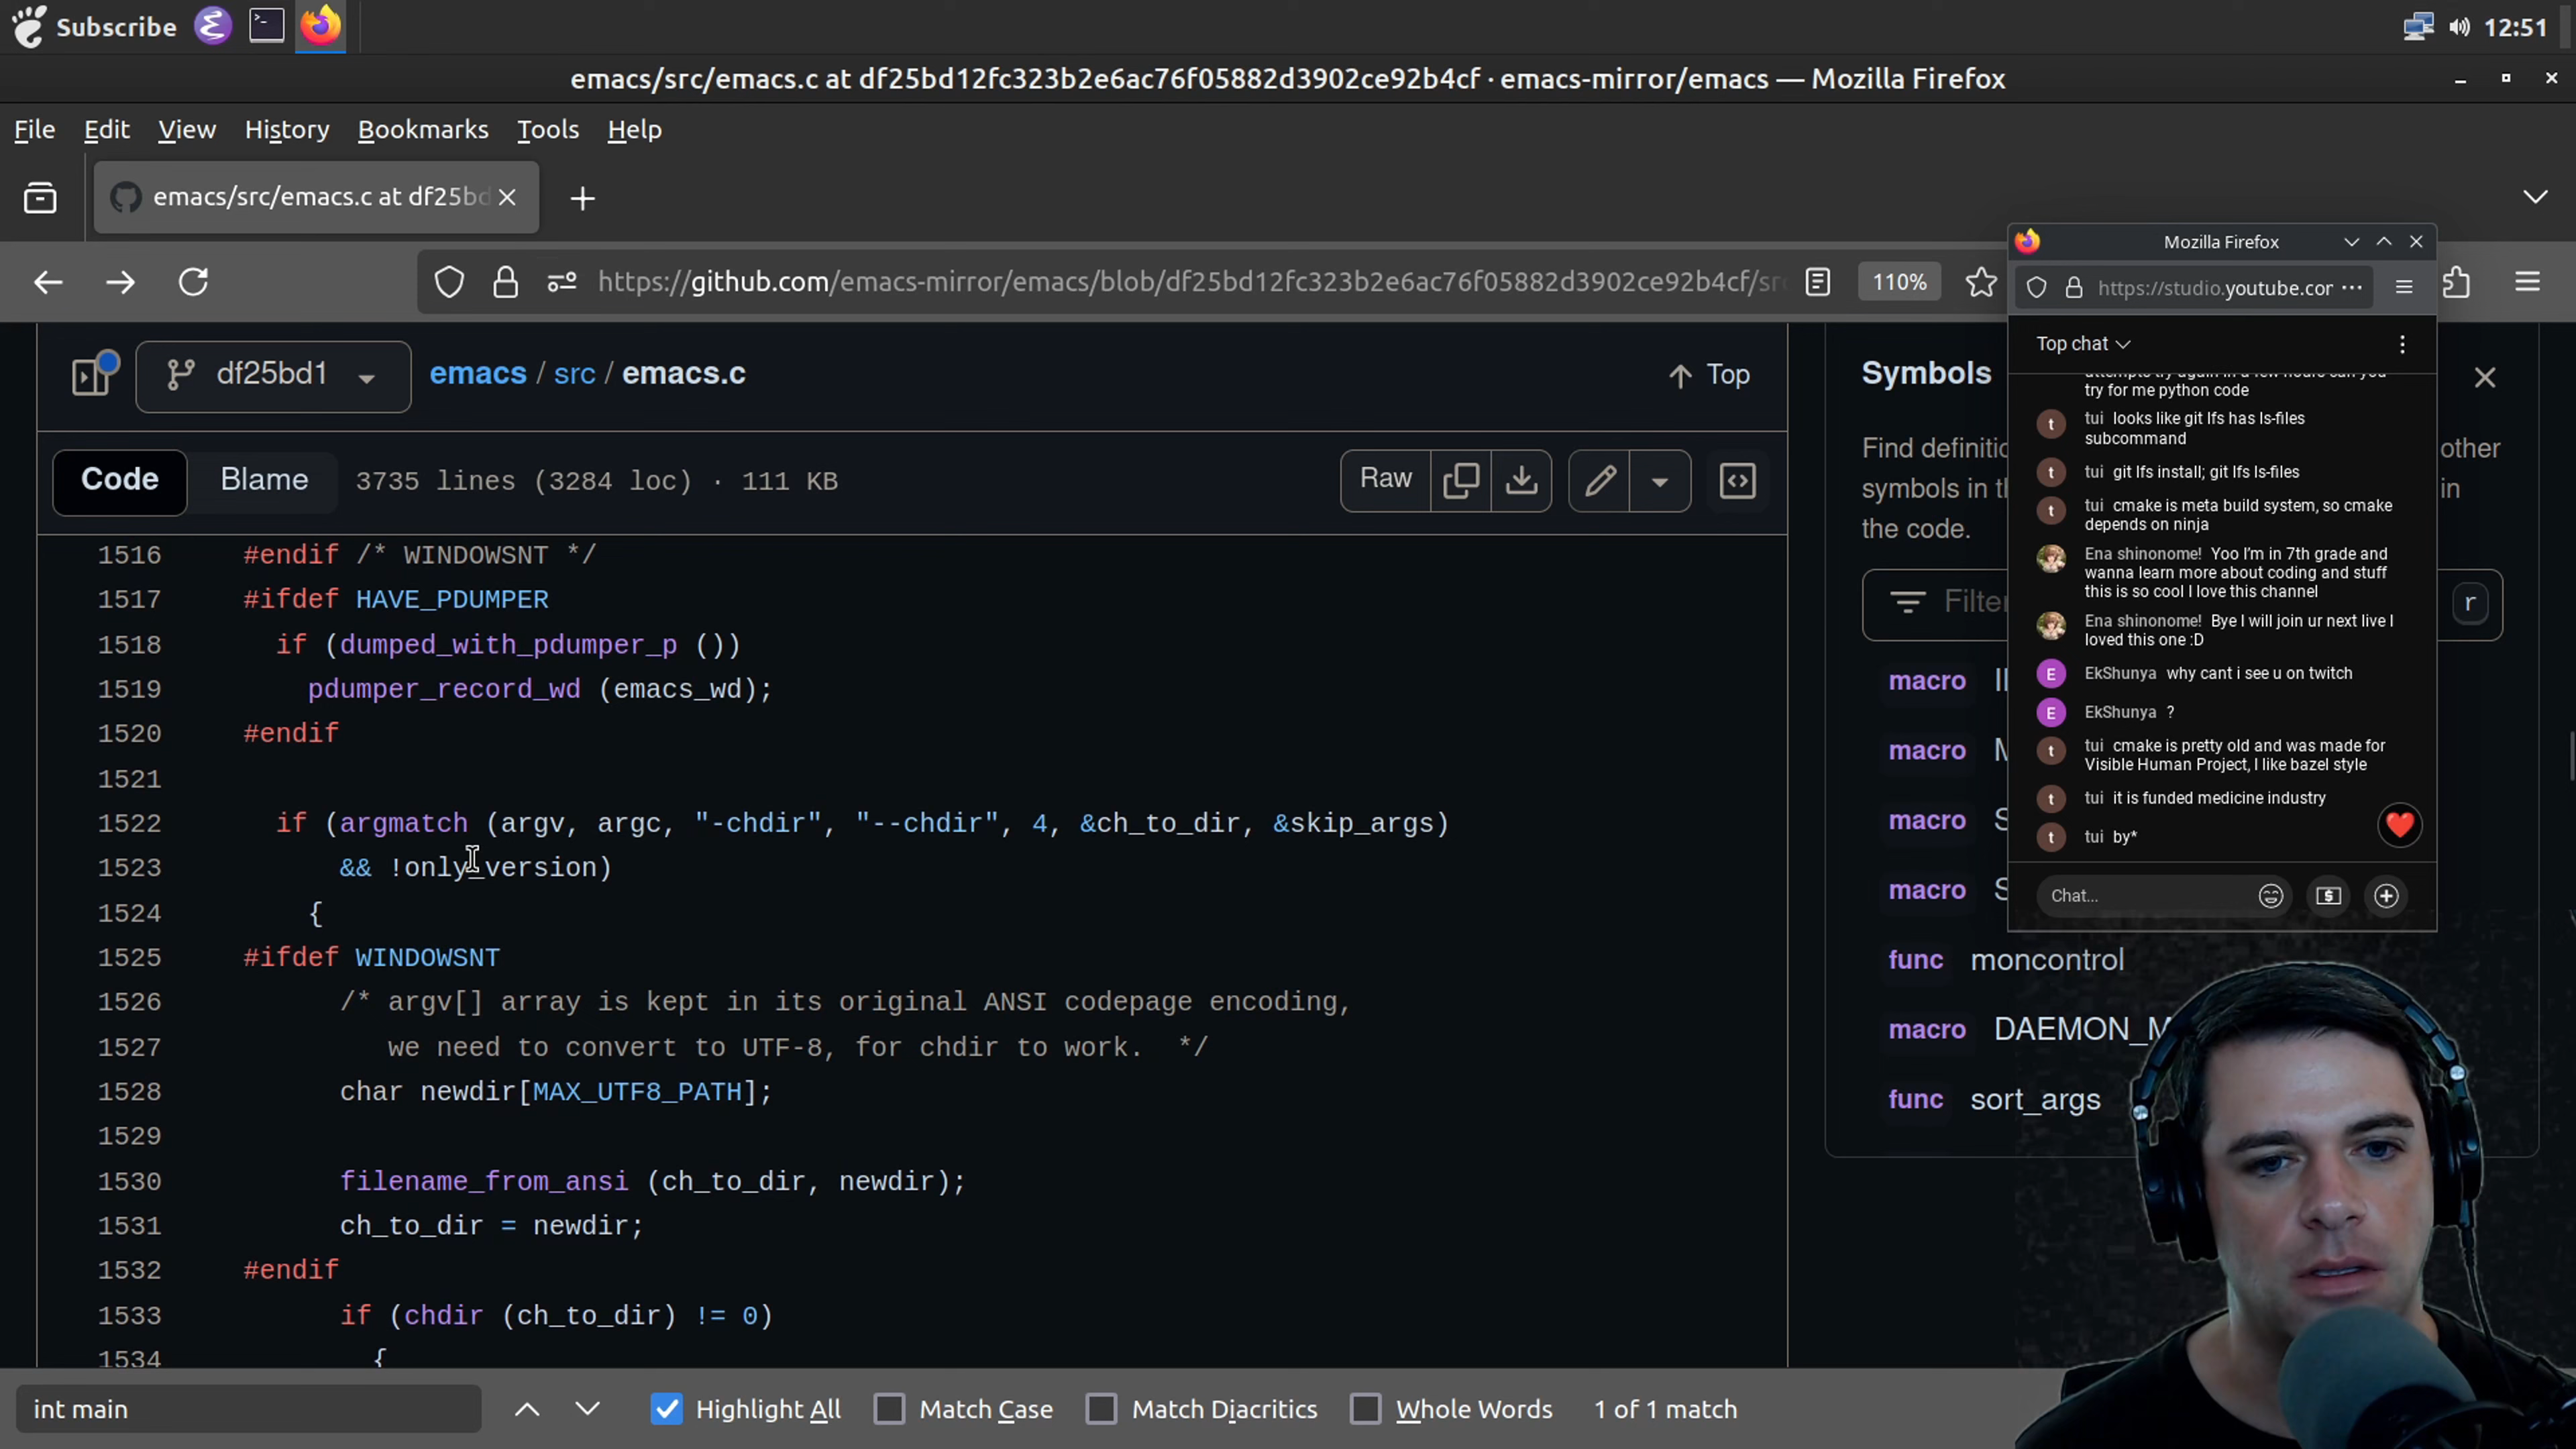 Subscribe
12:51
emacs/src/emacs.c at df25bd12fc323b2e6ac76f05882d3902ce92b4cf · emacs-mirror/emacs — Mozilla Firefox
File Edit View History Bookmarks Tools Help
emacs/src/emacs.c at df25bd
https://github.com/emacs-mirror/emacs/blob/df25bd12fc323b2e6ac76f05882d3902ce92b4cf/src
110%
df25bd1
emacs / src / emacs.c
Top
Code Blame 3735 lines (3284 loc) · 111 KB
Raw
1516 #endif /* WINDOWSNT */
1517 #ifdef HAVE_PDUMPER
1518 if (dumped_with_pdumper_p ())
1519 pdumper_record_wd (emacs_wd);
1520 #endif
1521
1522 if (argmatch (argv, argc, "-chdir", "--chdir", 4, &ch_to_dir, &skip_args)
1523 && !only_version)
1524 {
1525 #ifdef WINDOWSNT
1526 /* argv[] array is kept in its original ANSI codepage encoding,
1527 we need to convert to UTF-8, for chdir to work. */
1528 char newdir[MAX_UTF8_PATH];
1529
1530 filename_from_ansi (ch_to_dir, newdir);
1531 ch_to_dir = newdir;
1532 #endif
1533 if (chdir (ch_to_dir) != 0)
1534 {
Symbols
Find definitio
other
symbols in t
in
the code.
Filter
r
macro
macro
macro
macro
func moncontrol
macro DAEMON_M
func sort_args
Mozilla Firefox
https://studio.youtube.cor
Top chat
attempts try again in a few hours can you
try for me python code
tui looks like git lfs has ls-files
subcommand
tui git lfs install; git lfs ls-files
tui cmake is meta build system, so cmake
depends on ninja
Ena shinonome! Yoo I'm in 7th grade and
wanna learn more about coding and stuff
this is so cool I love this channel
Ena shinonome! Bye I will join ur next live I
loved this one :D
E EkShunya why cant i see u on twitch
E EkShunya ?
tui cmake is pretty old and was made for
Visible Human Project, I like bazel style
tui it is funded medicine industry
tui by*
Chat...
int main
Highlight All
Match Case
Match Diacritics
Whole Words
1 of 1 match